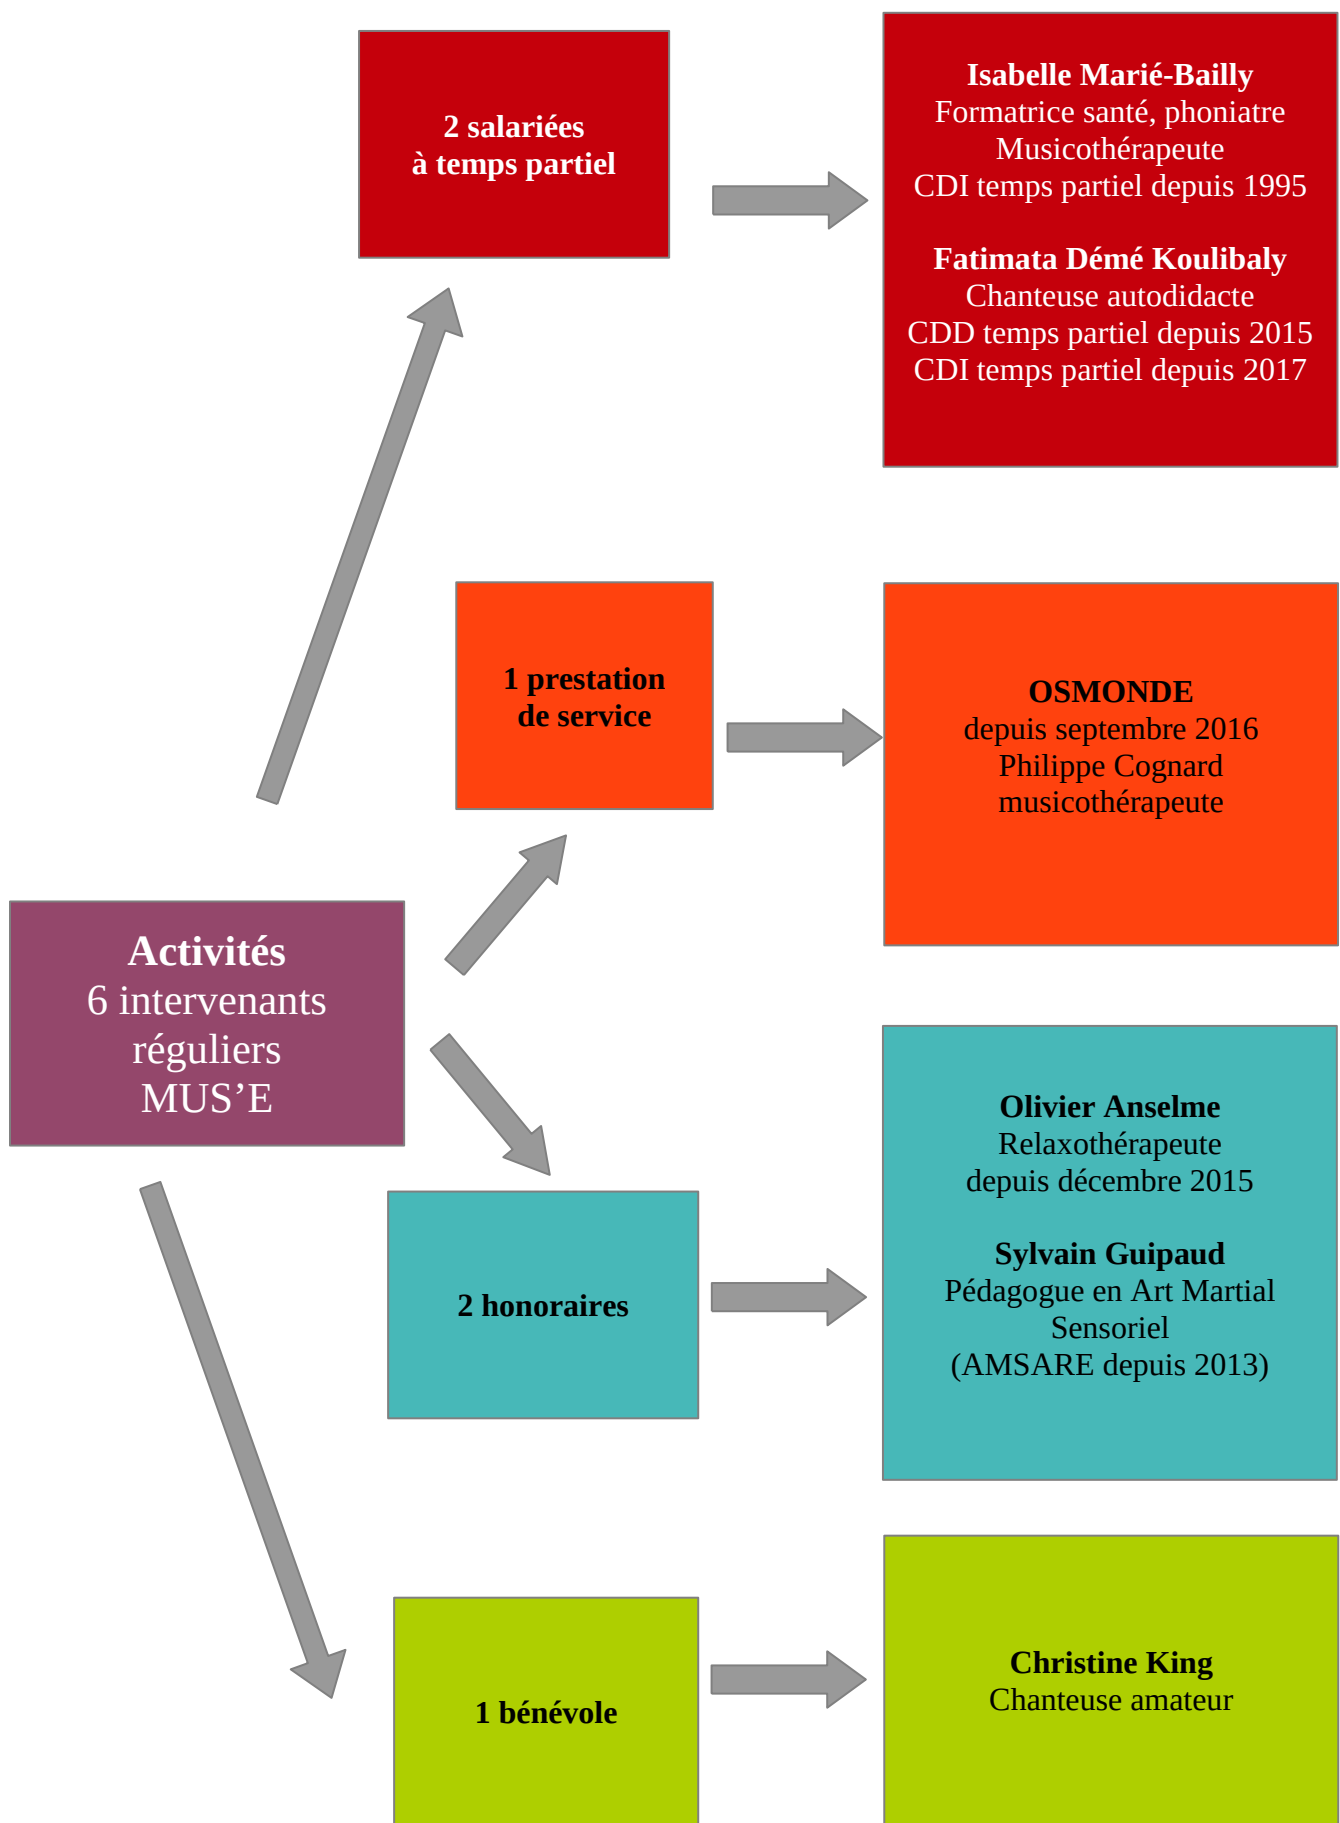 2 salariées
à temps partiel
Isabelle Marié-Bailly
Formatrice santé, phoniatre
Musicothérapeute
CDI temps partiel depuis 1995
Fatimata Démé Koulibaly
Chanteuse autodidacte
CDD temps partiel depuis 2015
CDI temps partiel depuis 2017
1 prestation
de service
OSMONDE
depuis septembre 2016
Philippe Cognard
musicothérapeute
Activités
6 intervenants
réguliers
MUS’E
2 honoraires
Olivier Anselme
Relaxothérapeute
depuis décembre 2015
Sylvain Guipaud
Pédagogue en Art Martial
Sensoriel
(AMSARE depuis 2013)
1 bénévole
Christine King
Chanteuse amateur